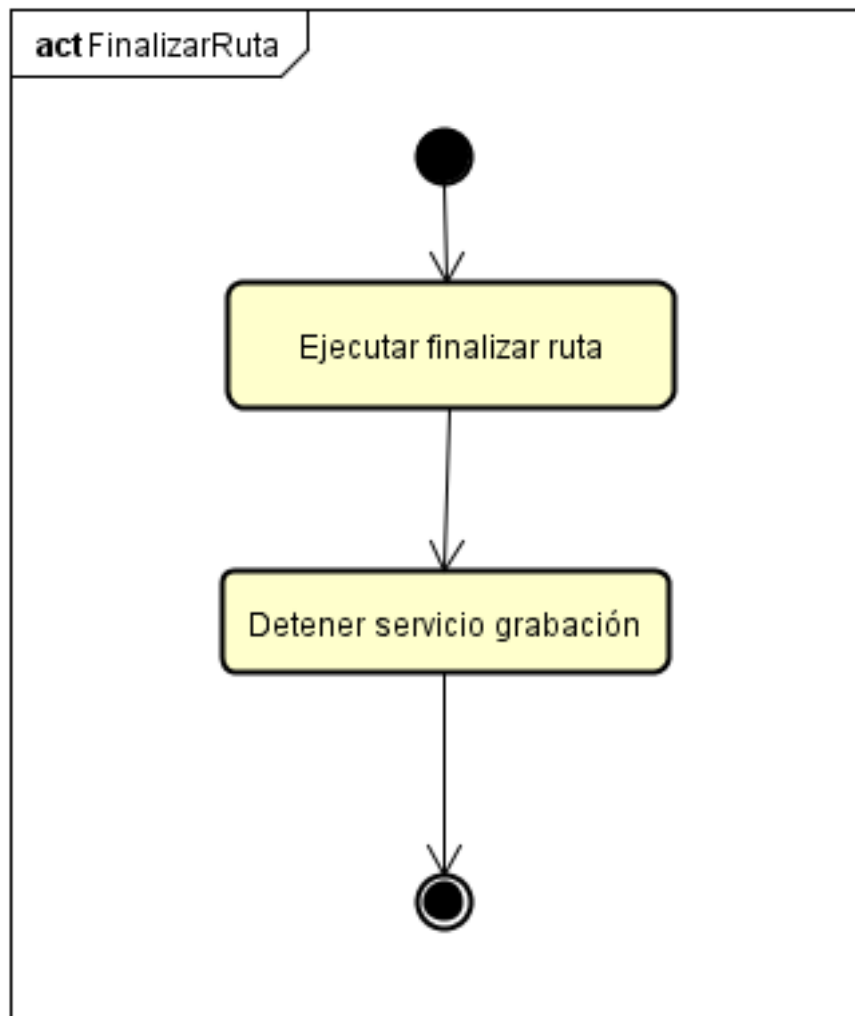 act FinalizarRuta
Ejecutar finalizar ruta
Detener servicio grabación